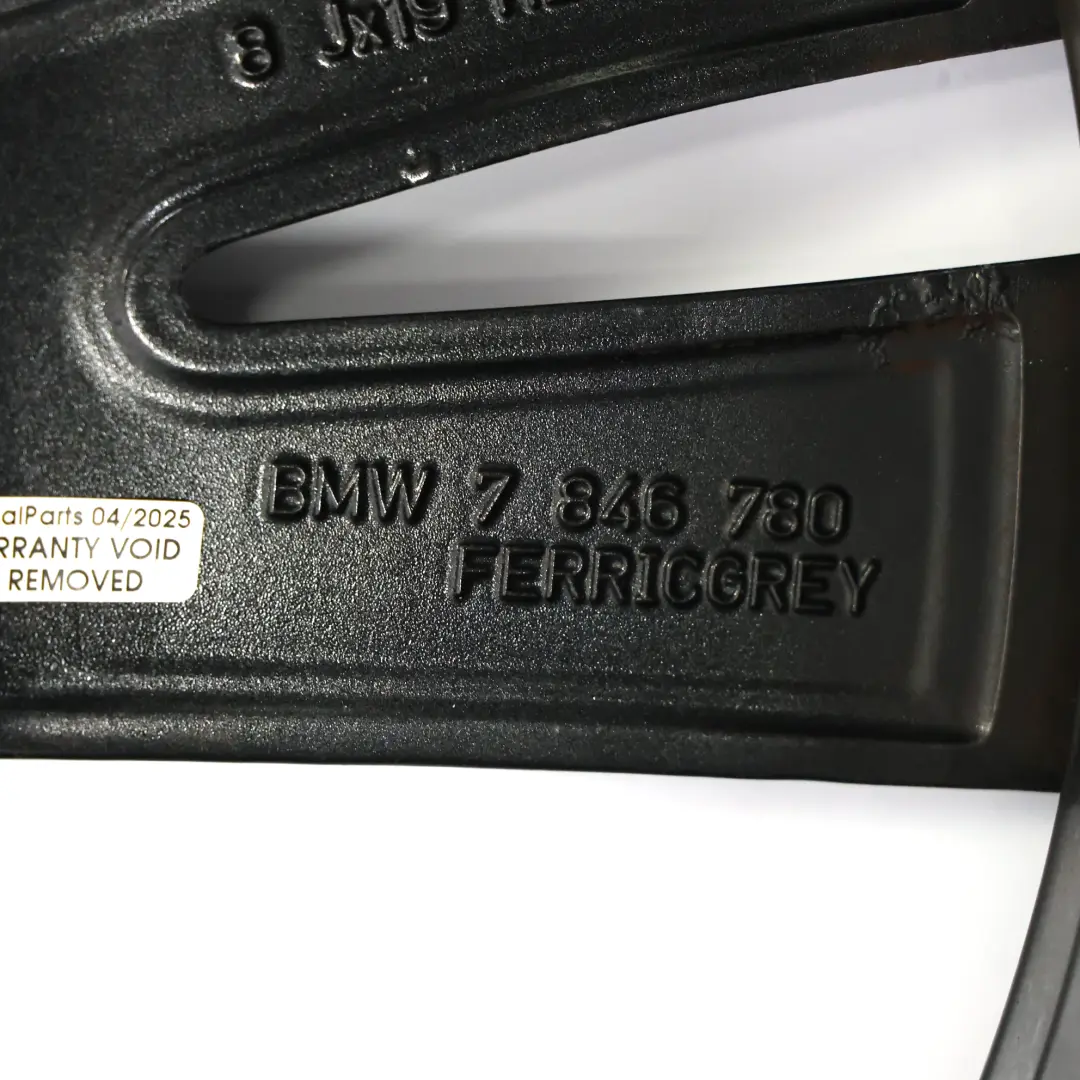 8 Jx19
BMW 7 846 780
FERRICGREY
alParts 04/2025
RRANTY VOID
REMOVED